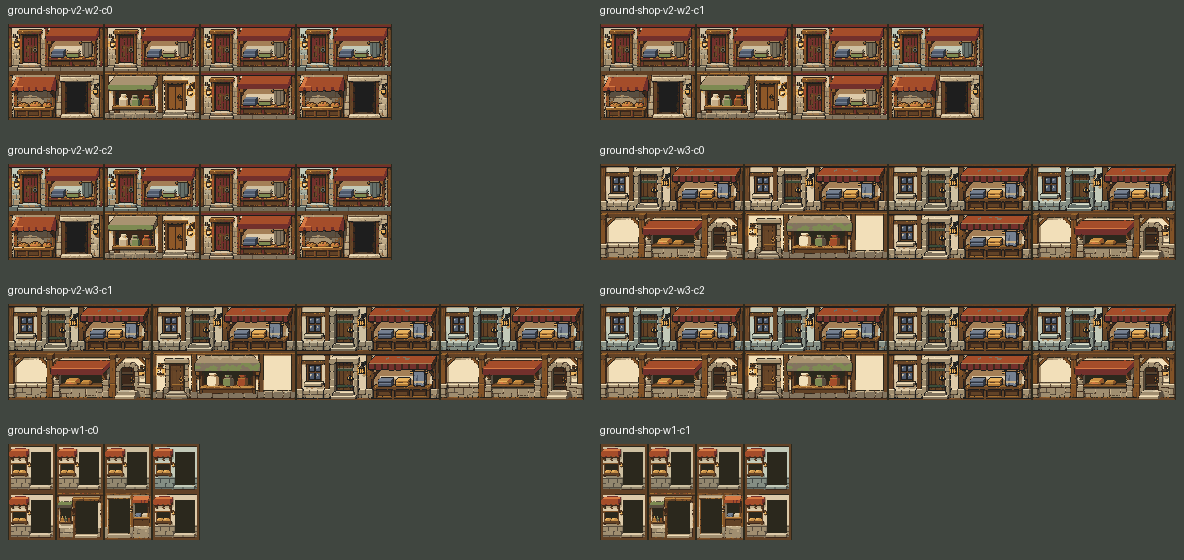 ground-shop-v2-w2-c0
ground-shop-v2-w2-c1
ground-shop-v2-w2-c2
ground-shop-v2-w3-c0
ground-shop-v2-w3-c1
ground-shop-v2-w3-c2
ground-shop-w1-c0
ground-shop-w1-c1